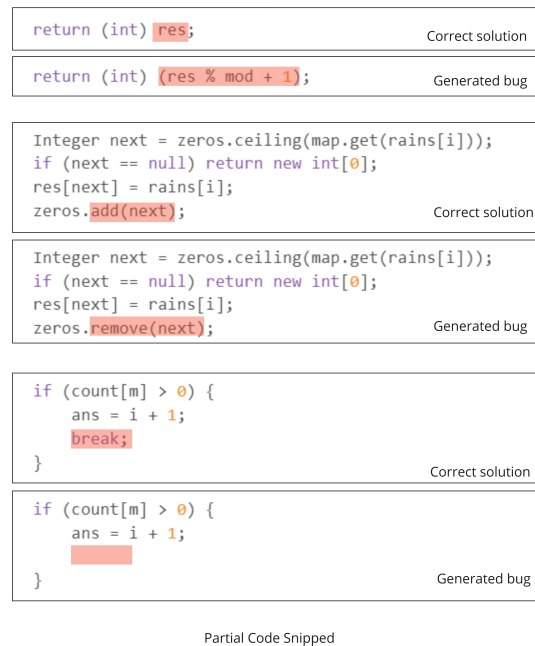 return (int) res;
Correct solution
return (int) (res % mod + 1);
Generated bug
Integer next = zeros.ceiling(map.get(rains[i]));
if (next == null) return new int[0];
res[next] = rains[i];
zeros.add(next);
Correct solution
Integer next = zeros.ceiling(map.get(rains[i]));
if (next == null) return new int[0];
res[next] = rains[i];
zeros.remove(next);
Generated bug
if (count[m] > 0) {
    ans = i + 1;
    break;
}
Correct solution
if (count[m] > 0) {
    ans = i + 1;
}
Generated bug
Partial Code Snipped